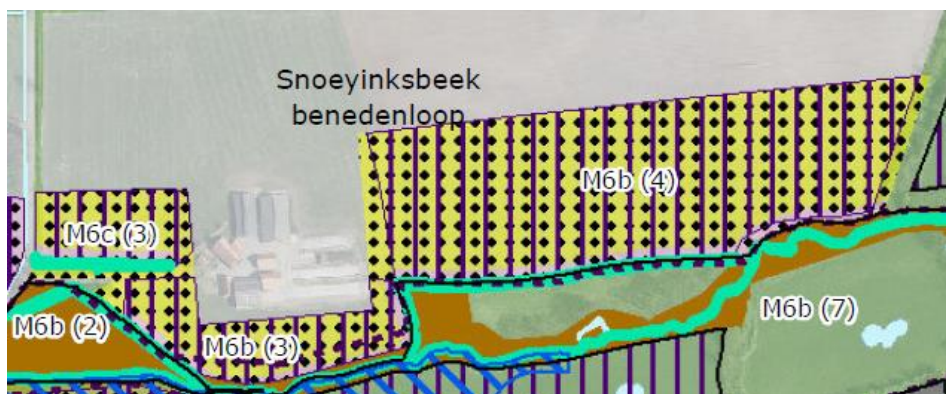 Snoeyinksbeek
benedenloop
M6b (4)
M6c (3)
M6b (2)
M6b (3)
M6b (7)